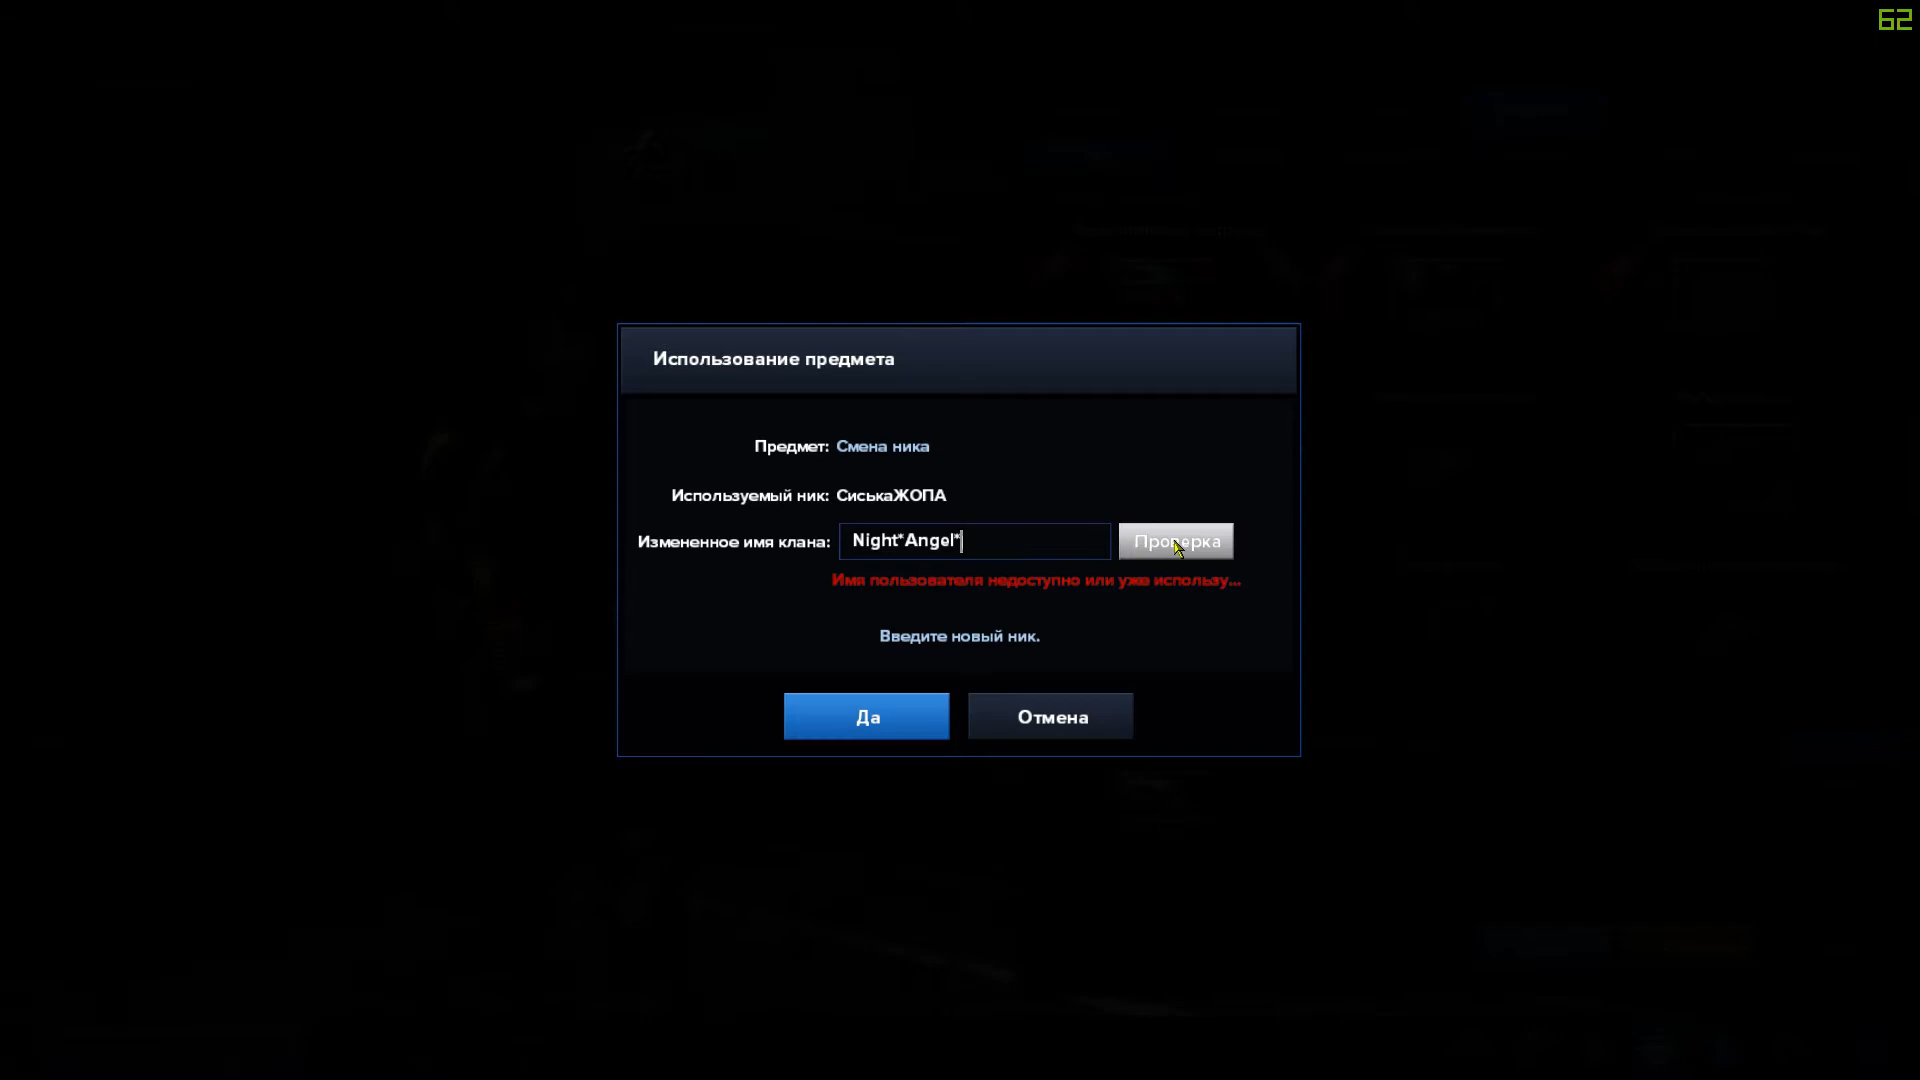 62
Использование предмета
Предмет: Смена ника
Используемый ник: СиськаЖОПА
Измененное имя клана: Night*Angel* Проверка
Имя пользователя недоступно или уже использу...
Введите новый ник.
Да Отмена